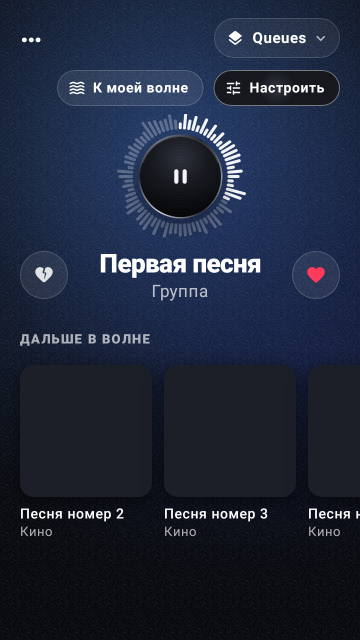 Queues
К моей волне
Настроить
Первая песня
Группа
ДАЛЬШЕ В ВОЛНЕ
Песня номер 2
Кино
Песня номер 3
Кино
Песня
Кино